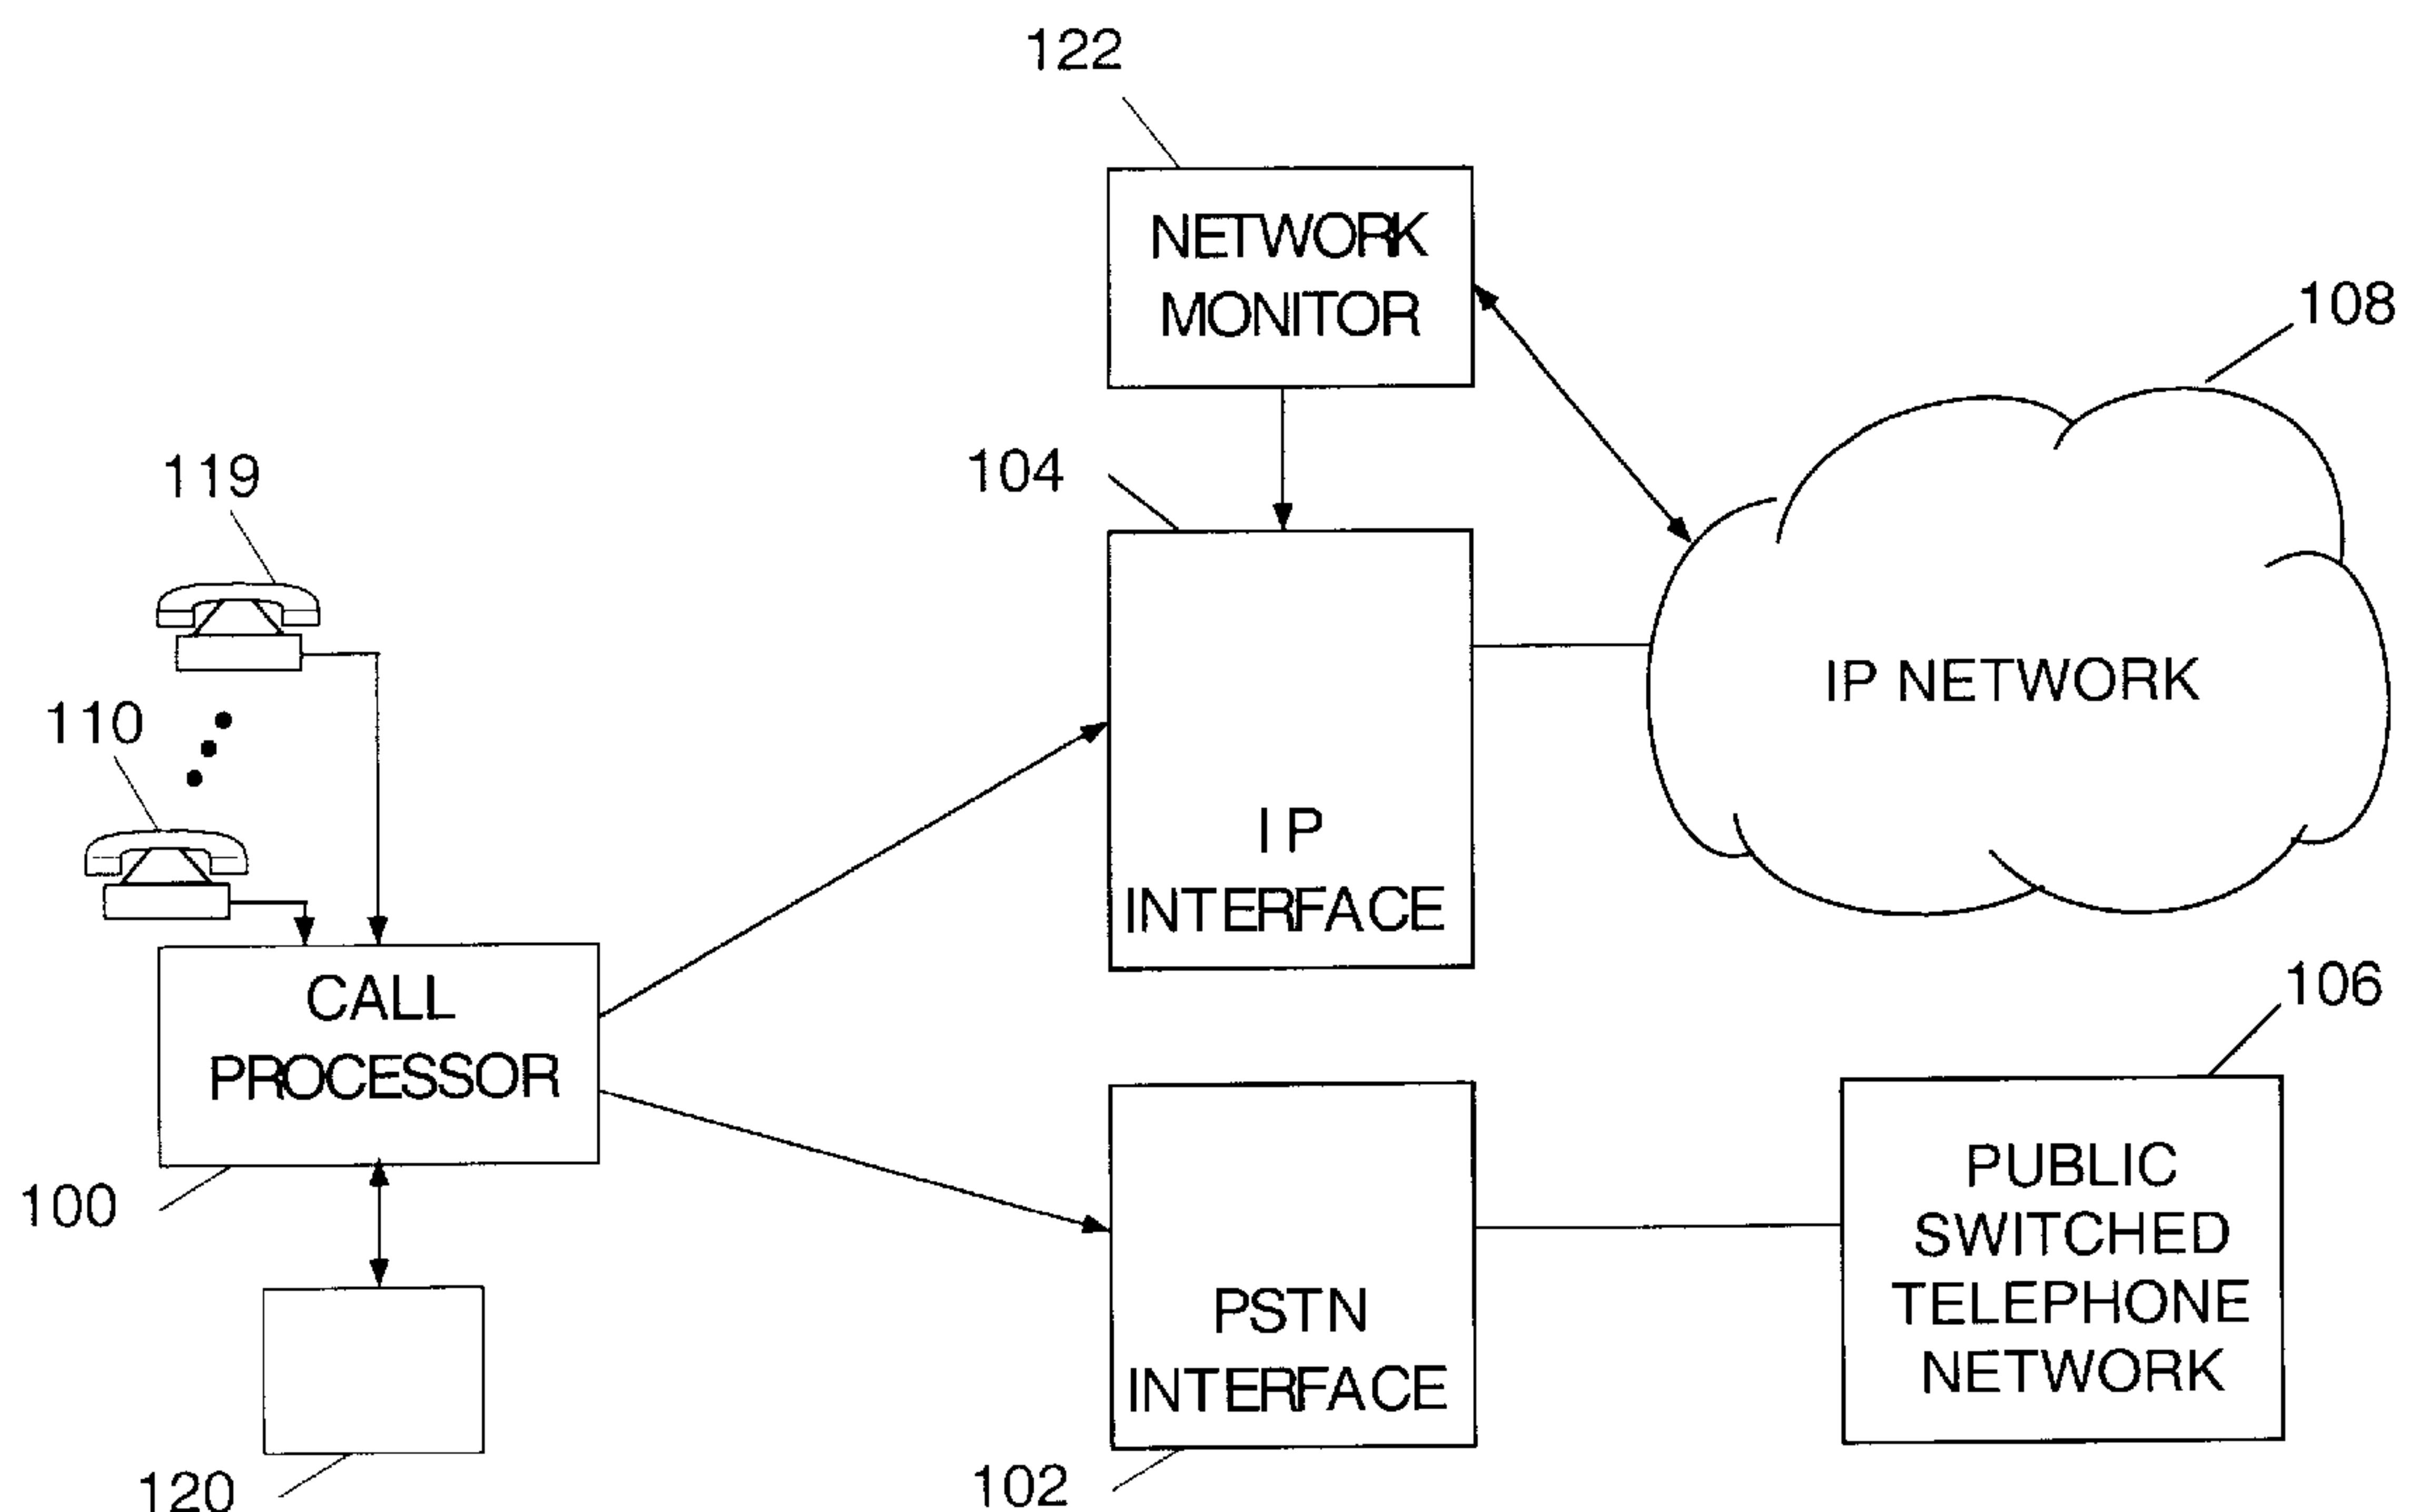 122
NETWORK
MONITOR
108
104
119
IP NETWORK
110
I P
INTERFACE
CALL
PROCESSOR
106
100
PUBLIC
SWITCHED
TELEPHONE
NETWORK
PSTN
INTERFACE
120
102